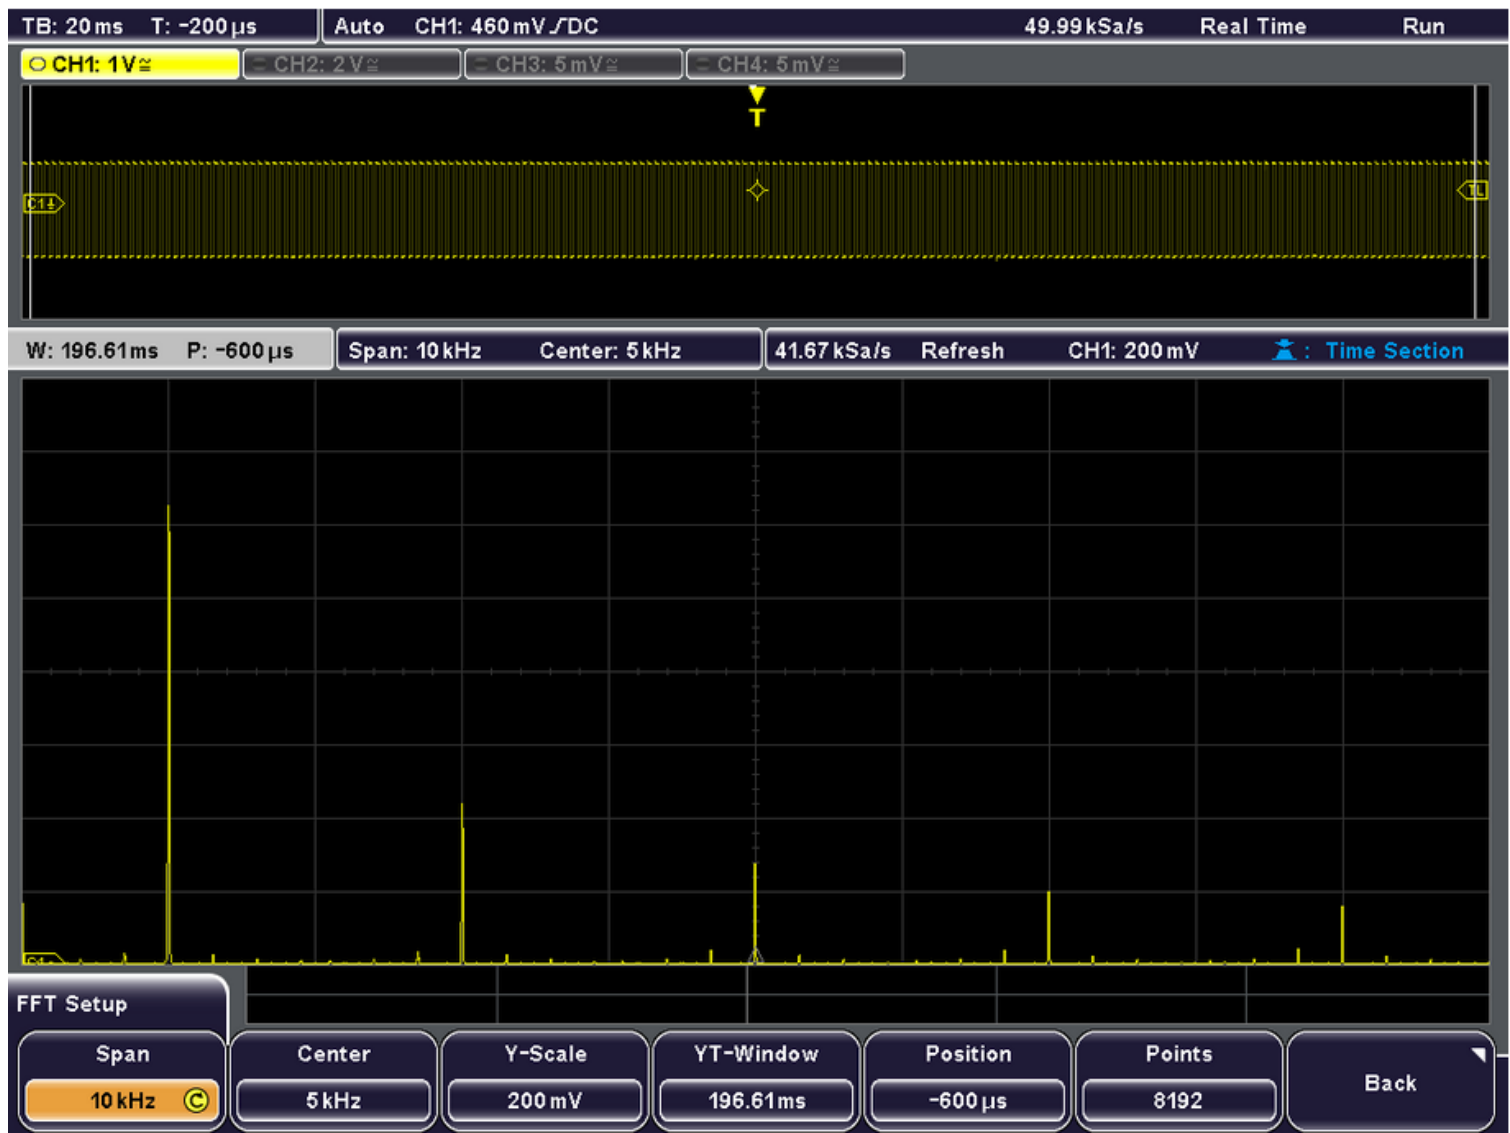 TB: 20 ms T: -200 µs Auto CH1: 460 mV DC 49.99 kSa/s Real Time Run
CH1: 1 V≅ CH2: 2 V≅ CH3: 5 mV≅ CH4: 5 mV≅
T
C1 TL
W: 196.61 ms P: -600 µs Span: 10 kHz Center: 5 kHz 41.67 kSa/s Refresh CH1: 200 mV : Time Section
C1
FFT Setup
Span Center Y-Scale YT-Window Position Points
10 kHz C 5 kHz 200 mV 196.61 ms -600 µs 8192 Back